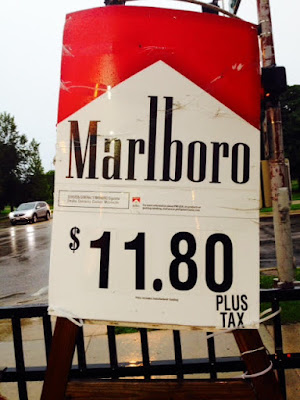 Marlboro
$11.80
PLUS
TAX